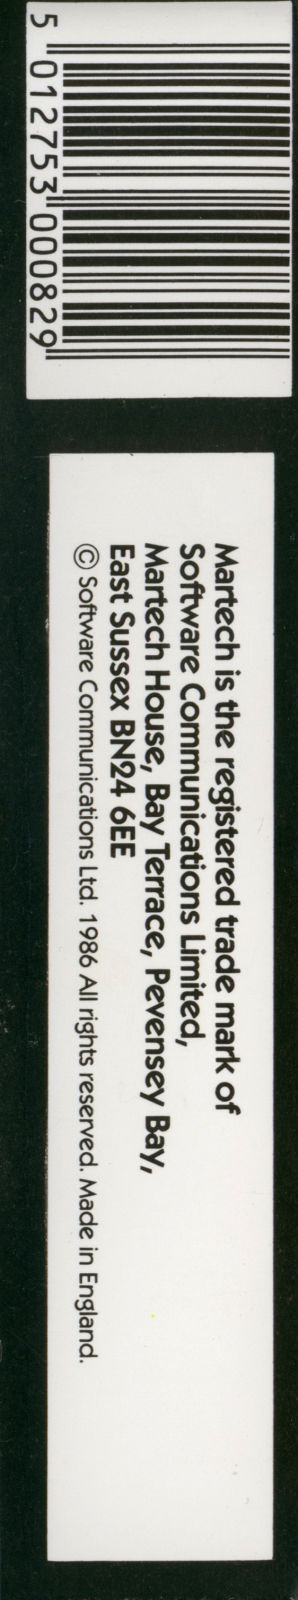 5 012753 000829
Martech is the registered trade mark of
Software Communications Limited,
Martech House, Bay Terrace, Pevensey Bay,
East Sussex BN24 6EE
© Software Communications Ltd. 1986 All rights reserved. Made in England.